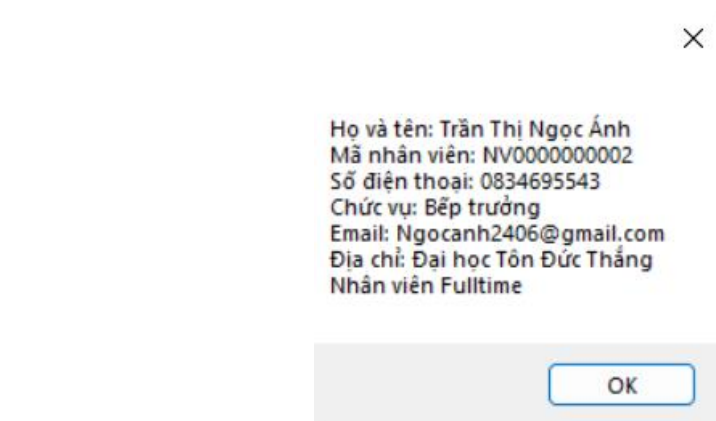 Họ và tên: Trần Thị Ngọc Ánh
Mã nhân viên: NV0000000002
Số điện thoại: 0834695543
Chức vụ: Bếp trưởng
Email: Ngocanh2406@gmail.com
Địa chỉ: Đại học Tôn Đức Thắng
Nhân viên Fulltime
OK